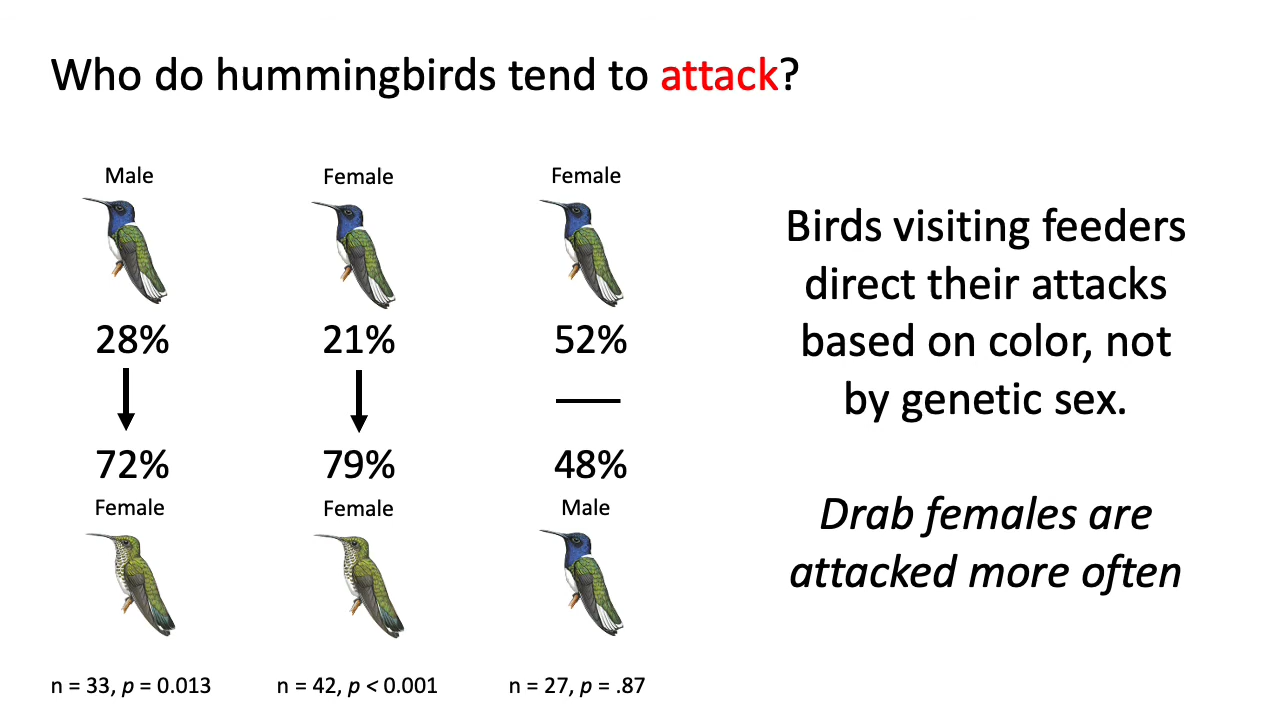 Who do hummingbirds tend to attack?
Male
Female
Female
28%
21%
52%
72%
79%
48%
Female
Female
Male
n = 33, p = 0.013
n = 42, p < 0.001
n = 27, p = .87
Birds visiting feeders
direct their attacks
based on color, not
by genetic sex.
Drab females are
attacked more often